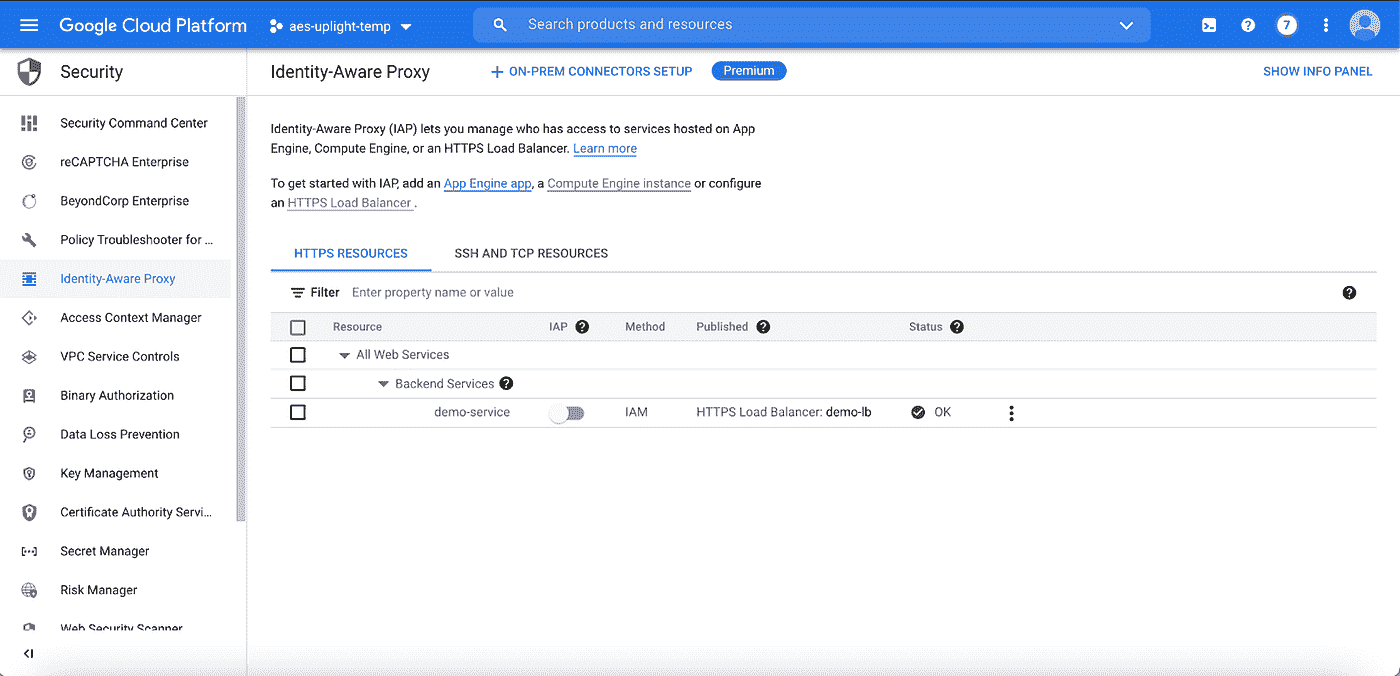 Google Cloud Platform
aes-uplight-temp
Search products and resources
7
Security
Identity-Aware Proxy
ON-PREM CONNECTORS SETUP
Premium
SHOW INFO PANEL
Security Command Center
reCAPTCHA Enterprise
BeyondCorp Enterprise
Policy Troubleshooter for ...
Identity-Aware Proxy
Access Context Manager
VPC Service Controls
Binary Authorization
Data Loss Prevention
Key Management
Certificate Authority Servi...
Secret Manager
Risk Manager
Web Security Scanner
Identity-Aware Proxy (IAP) lets you manage who has access to services hosted on App
Engine, Compute Engine, or an HTTPS Load Balancer. Learn more
To get started with IAP, add an App Engine app, a Compute Engine instance or configure
an HTTPS Load Balancer .
HTTPS RESOURCES
SSH AND TCP RESOURCES
Filter Enter property name or value
Resource IAP Method Published Status
All Web Services
Backend Services
demo-service IAM HTTPS Load Balancer: demo-lb OK